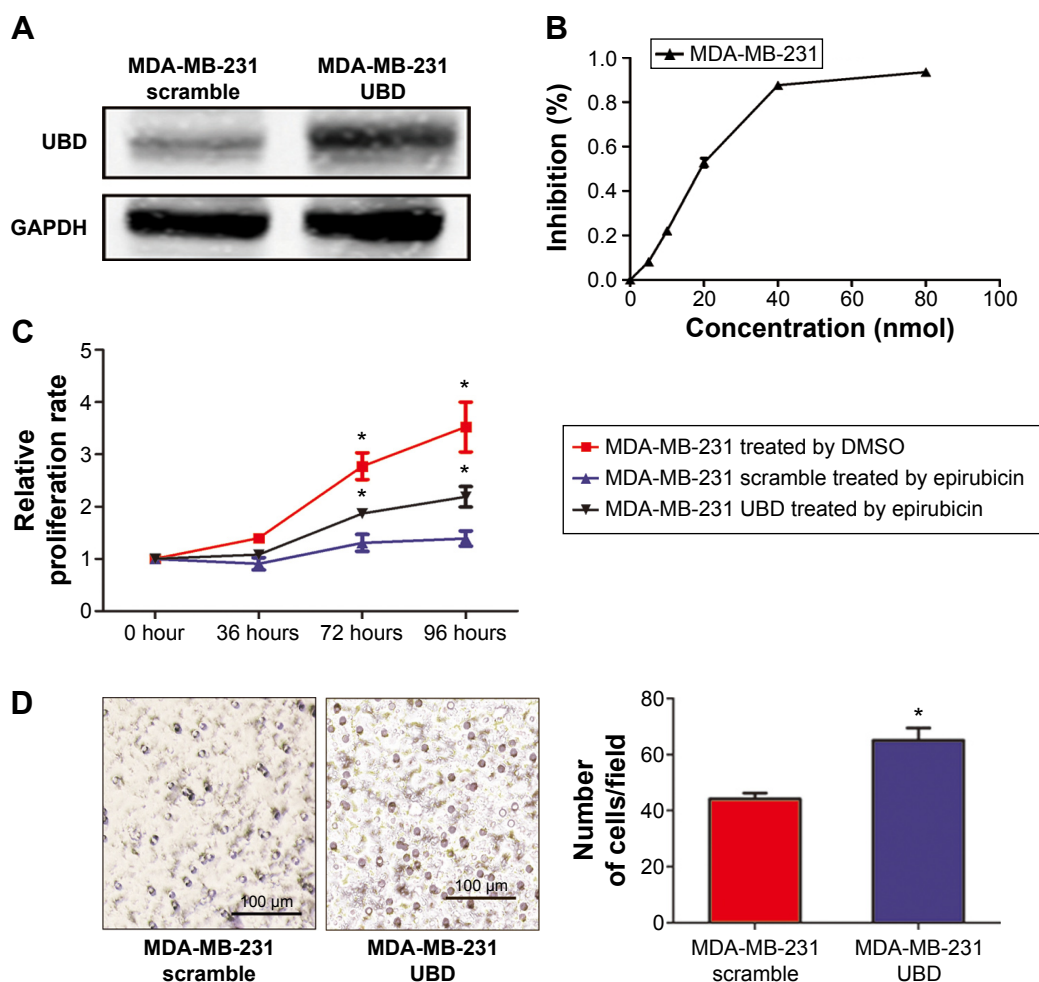 A
MDA-MB-231
scramble
MDA-MB-231
UBD
UBD
GAPDH
B
MDA-MB-231
Inhibition (%)
1.0
0.8
0.6
0.4
0.2
0.0
0
20
40
60
80
100
Concentration (nmol)
C
Relative
proliferation rate
5
4
3
2
1
0
*
*
*
*
0 hour
36 hours
72 hours
96 hours
MDA-MB-231 treated by DMSO
MDA-MB-231 scramble treated by epirubicin
MDA-MB-231 UBD treated by epirubicin
D
100 µm
100 µm
MDA-MB-231
scramble
MDA-MB-231
UBD
Number
of cells/field
80
60
40
60
0
*
MDA-MB-231
scramble
MDA-MB-231
UBD